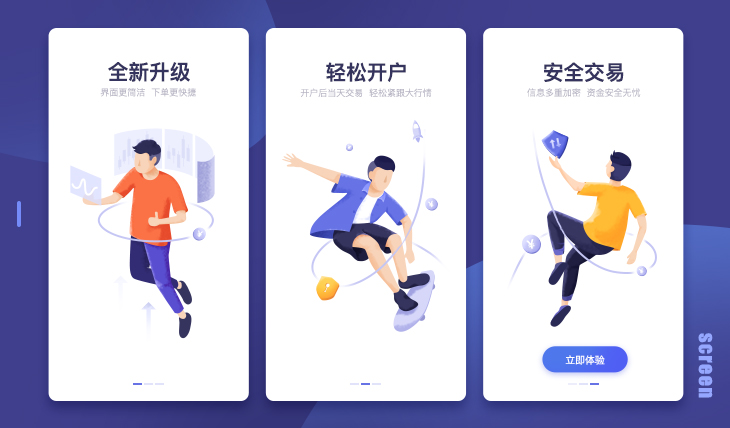 全新升级
界面更简洁 下单更快捷
轻松开户
开户后当天交易 轻松紧跟大行情
安全交易
信息多重加密 资金安全无忧
¥
¥
¥
立即体验
screen